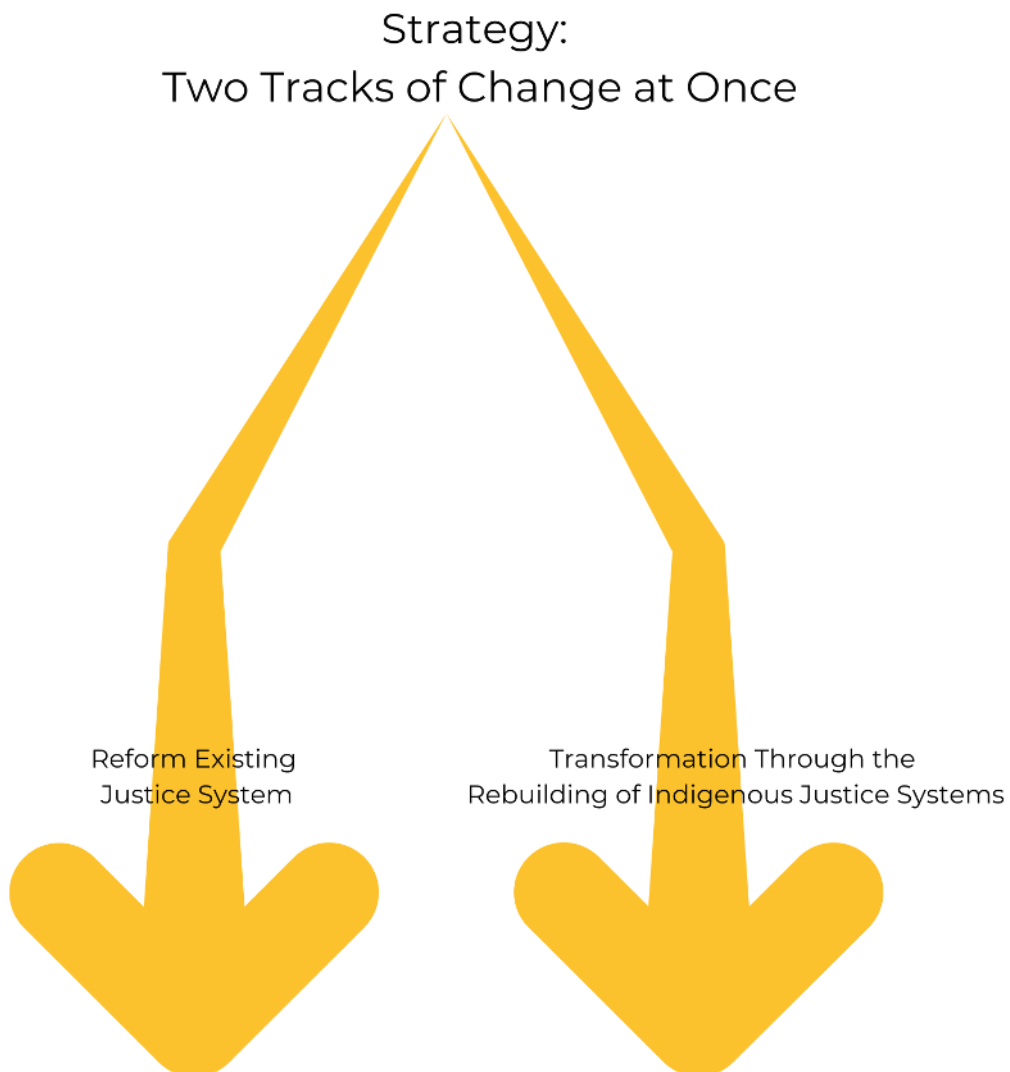 Strategy:
Two Tracks of Change at Once
Reform Existing
Justice System
Transformation Through the
Rebuilding of Indigenous Justice Systems